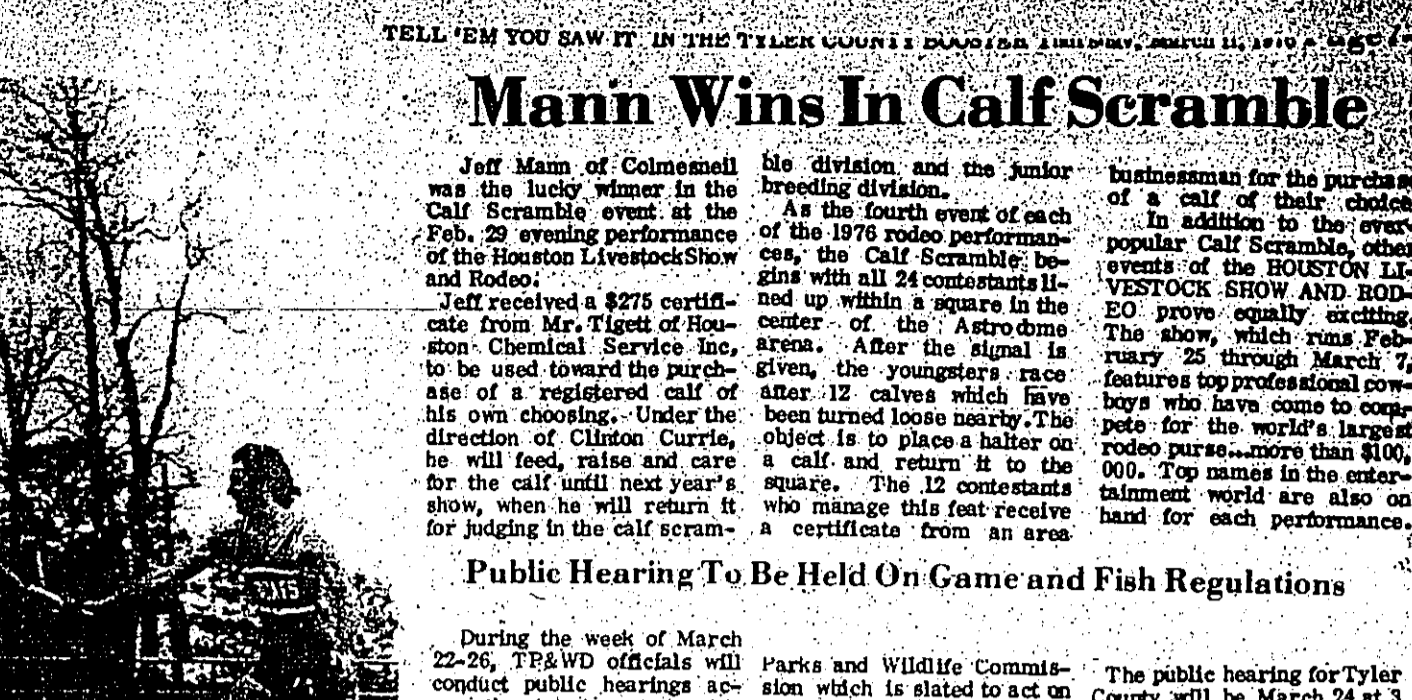 TELL 'EM YOU SAW IT IN THE TYLER COUNTY BOOSTER
Mann Wins In Calf Scramble
Jeff Mann of Colmesneil
was the lucky winner in the
Calf Scramble event at the
Feb. 29 evening performance
of the Houston Livestock Show
and Rodeo.
Jeff received a $275 certifi-
cate from Mr. Tigett of Hou-
ston Chemical Service Inc,
to be used toward the purch-
ase of a registered calf of
his own choosing. Under the
direction of Clinton Currie,
he will feed, raise and care
for the calf until next year's
show, when he will return it
for judging in the calf scram-
ble division and the junior
breeding division.
As the fourth event of each
of the 1976 rodeo performan-
ces, the Calf Scramble be-
gins with all 24 contestants li-
ned up within a square in the
center of the Astrodome
arena. After the signal is
given, the youngsters race
after 12 calves which have
been turned loose nearby. The
object is to place a halter on
a calf and return it to the
square. The 12 contestants
who manage this feat receive
a certificate from an area
businessman for the purchase
of a calf of their choice
In addition to the ever
popular Calf Scramble, other
events of the HOUSTON LI-
VESTOCK SHOW AND ROD-
EO prove equally exciting.
The show, which runs Feb-
ruary 25 through March 7,
features top professional cow-
boys who have come to com-
pete for the world's largest
rodeo purse...more than $100,
000. Top names in the enter-
tainment world are also on
hand for each performance.
Public Hearing To Be Held On Game and Fish Regulations
During the week of March
22-26, TP&WD officials will
conduct public hearings ac-
Parks and Wildlife Commis-
sion which is slated to act on
The public hearing for Tyler
County will be March 24 at